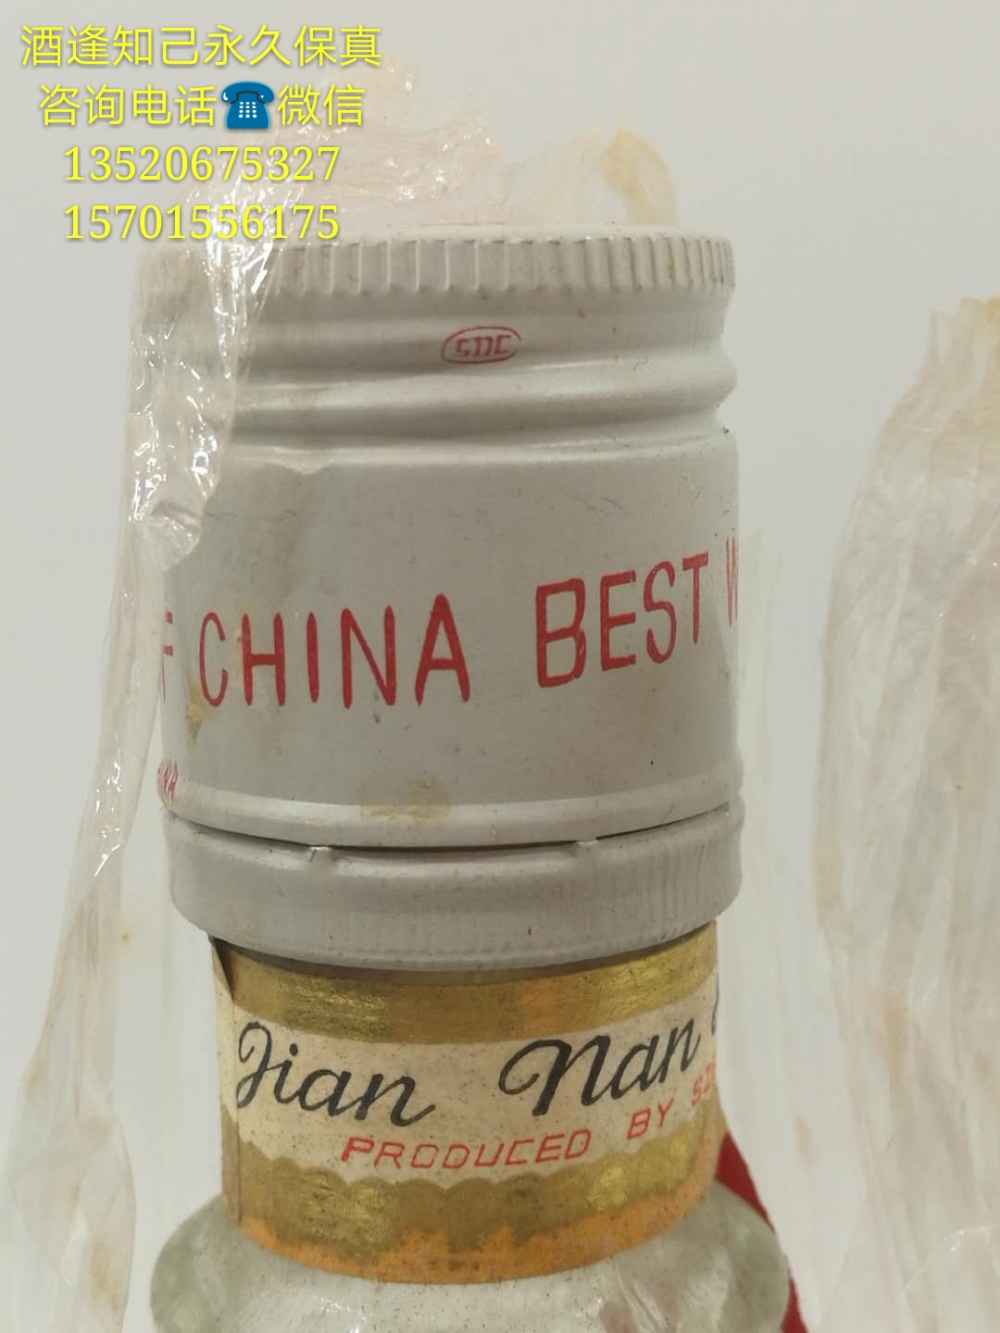 酒逢知己永久保真
咨询电话☎微信
13520675327
15701556175
SDC
F CHINA BEST W
Jian Nan
PRODUCED BY